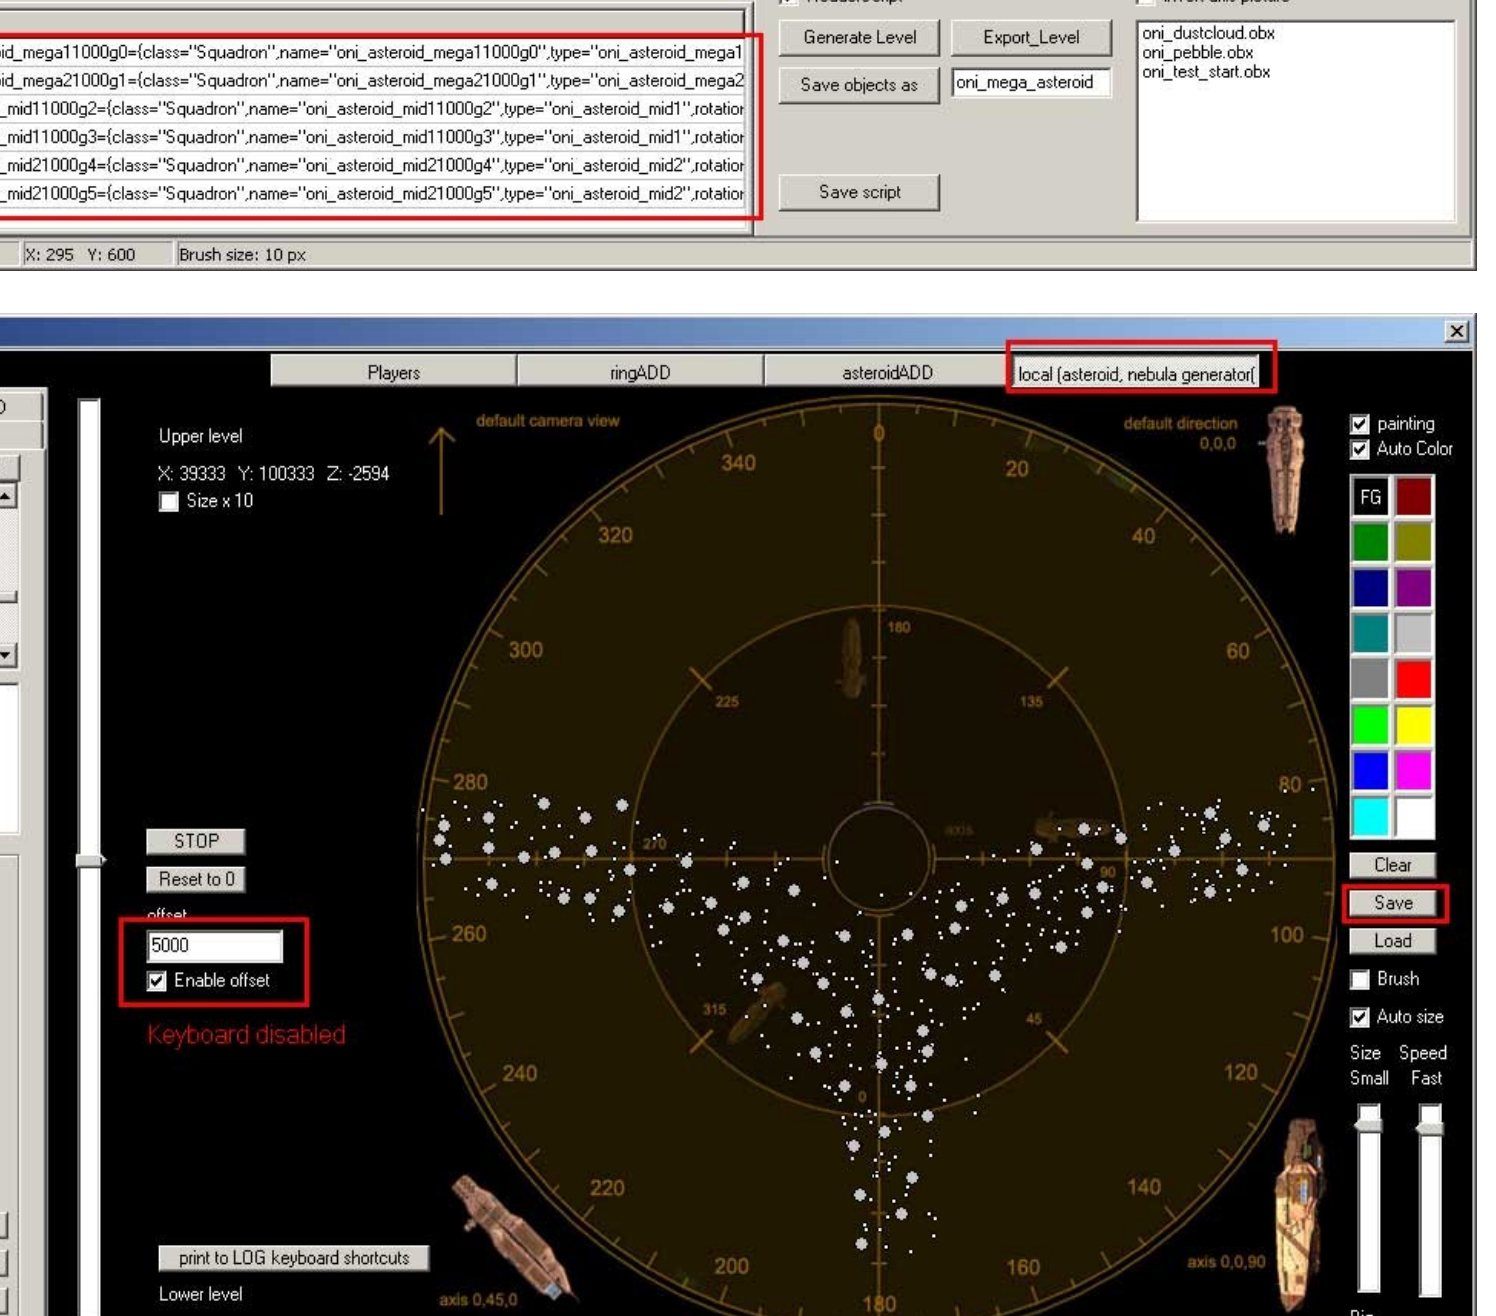 Generate Level
Export_Level
oni_dustcloud.obx
oni_pebble.obx
oni_test_start.obx
id_mega11000g0={class="Squadron",name="oni_asteroid_mega11000g0",type="oni_asteroid_mega1
id_mega21000g1={class="Squadron",name="oni_asteroid_mega21000g1",type="oni_asteroid_mega2
_mid11000g2={class="Squadron",name="oni_asteroid_mid11000g2",type="oni_asteroid_mid1",rotation
_mid11000g3={class="Squadron",name="oni_asteroid_mid11000g3",type="oni_asteroid_mid1",rotation
_mid21000g4={class="Squadron",name="oni_asteroid_mid21000g4",type="oni_asteroid_mid2",rotation
_mid21000g5={class="Squadron",name="oni_asteroid_mid21000g5",type="oni_asteroid_mid2",rotation
Save objects as
oni_mega_asteroid
Save script
X: 295 Y: 600
Brush size: 10 px
Players
ringADD
asteroidADD
local (asteroid, nebula generator(
Upper level
X: 39333 Y: 100333 Z: -2594
Size x 10
default camera view
default direction
0,0,0
painting
Auto Color
FG
0
20
40
60
80
100
120
140
160
180
200
220
240
260
280
300
320
340
180
135
90
45
0
315
270
225
axis
STOP
Reset to 0
offset
5000
Enable offset
Keyboard disabled
Clear
Save
Load
Brush
Auto size
Size Speed
Small Fast
print to LOG keyboard shortcuts
Lower level
axis 0,45,0
axis 0,0,90